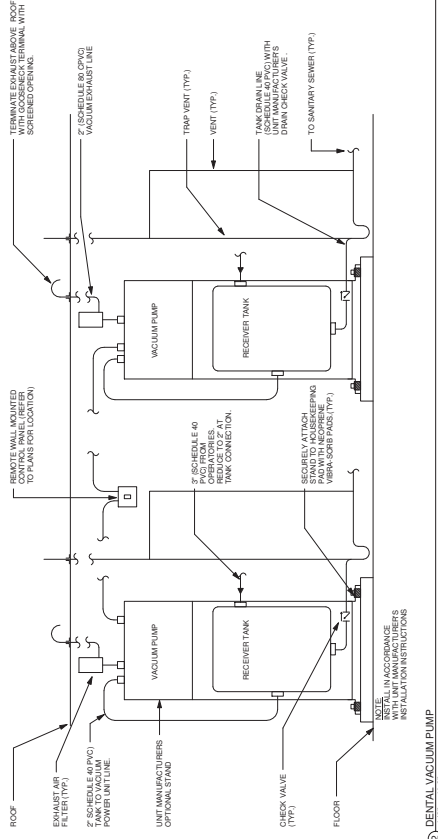 ROOF
EXHAUST AIR
FILTER (TYP.)
2" SCHEDULE 40 PVC)
TANK TO VACUUM
POWER UNIT LINE.
UNIT MANUFACTURERS
OPTIONAL STAND
CHECK VALVE
(TYP.)
FLOOR
NOTE:
INSTALL IN ACCORDANCE
WITH UNIT MANUFACTURER'S
INSTALLATION INSTRUCTIONS
VACUUM PUMP
RECEIVER TANK
REMOTE WALL MOUNTED
CONTROL PANEL (REFER
TO PLANS FOR LOCATION)
3" (SCHEDULE 40
PVC) FROM
OPERATORIES.
REDUCE TO 2" AT
TANK CONNECTION.
SECURELY ATTACH
STAND TO HOUSEKEEPING
PAD WITH NEOPRENE
VIBRA-SORB PADS.(TYP.)
VACUUM PUMP
RECEIVER TANK
TERMINATE EXHAUST ABOVE ROOF
WITH GOOSENECK TERMINAL WITH
SCREENED OPENING.
2" (SCHEDULE 80 CPVC)
VACUUM EXHAUST LINE
TRAP VENT (TYP.)
VENT (TYP.)
TANK DRAIN LINE
(SCHEDULE 40 PVC) WITH
UNIT MANUFACTURER'S
DRAIN CHECK VALVE .
TO SANITARY SEWER (TYP.)
DENTAL VACUUM PUMP